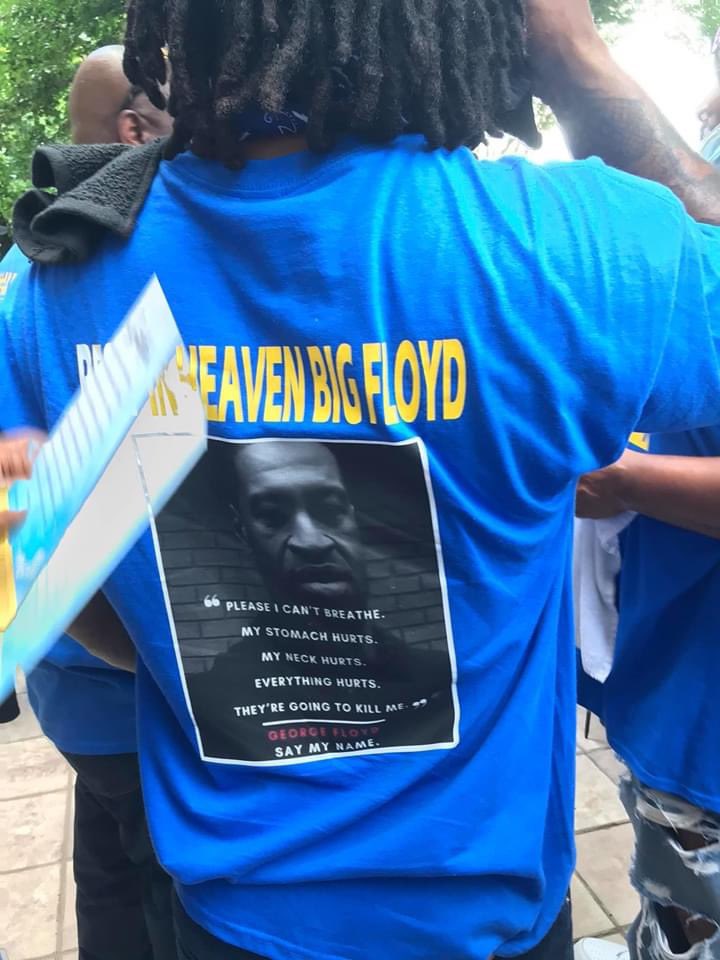 HEAVEN BIG FLOYD
“ PLEASE I CAN'T BREATHE.
MY STOMACH HURTS.
MY NECK HURTS.
EVERYTHING HURTS.
THEY'RE GOING TO KILL ME. ”
GEORGE FLOYD
SAY MY NAME.